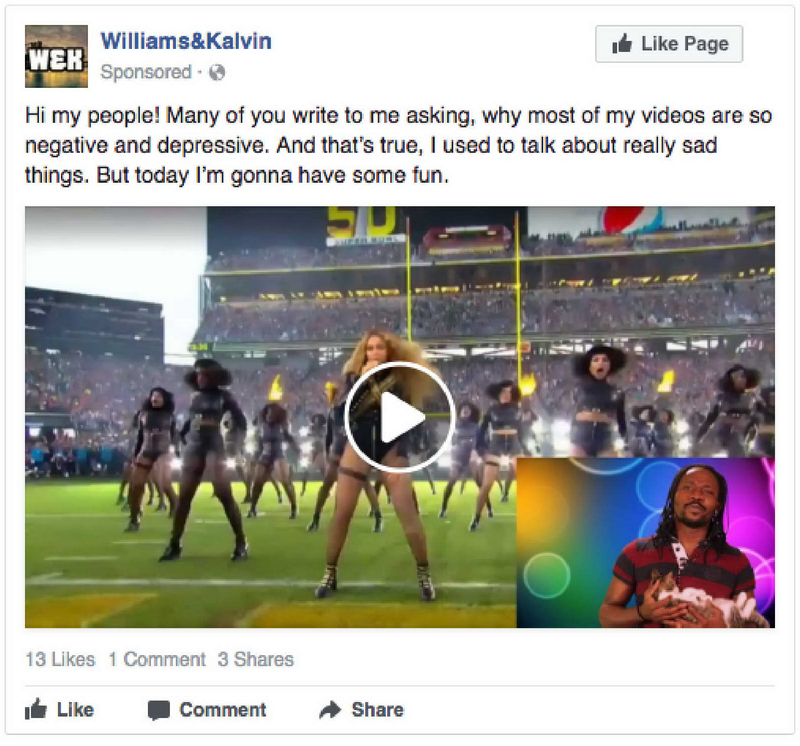 Williams&Kalvin
Like Page
W&K
Sponsored ·
Hi my people! Many of you write to me asking, why most of my videos are so
negative and depressive. And that's true, I used to talk about really sad
things. But today I'm gonna have some fun.
50
SUPER BOWL
13 Likes 1 Comment 3 Shares
Like Comment Share